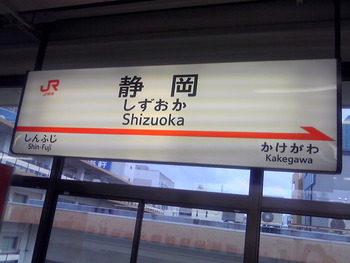 JR
静岡
しずおか
Shizuoka
しんふじ
Shin-Fuji
かけがわ
Kakegawa